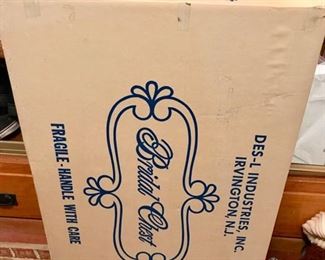 DES-L INDUSTRIES, INC.
IRVINGTON, N.J.
Bridal Chest
FRAGILE-HANDLE WITH CARE